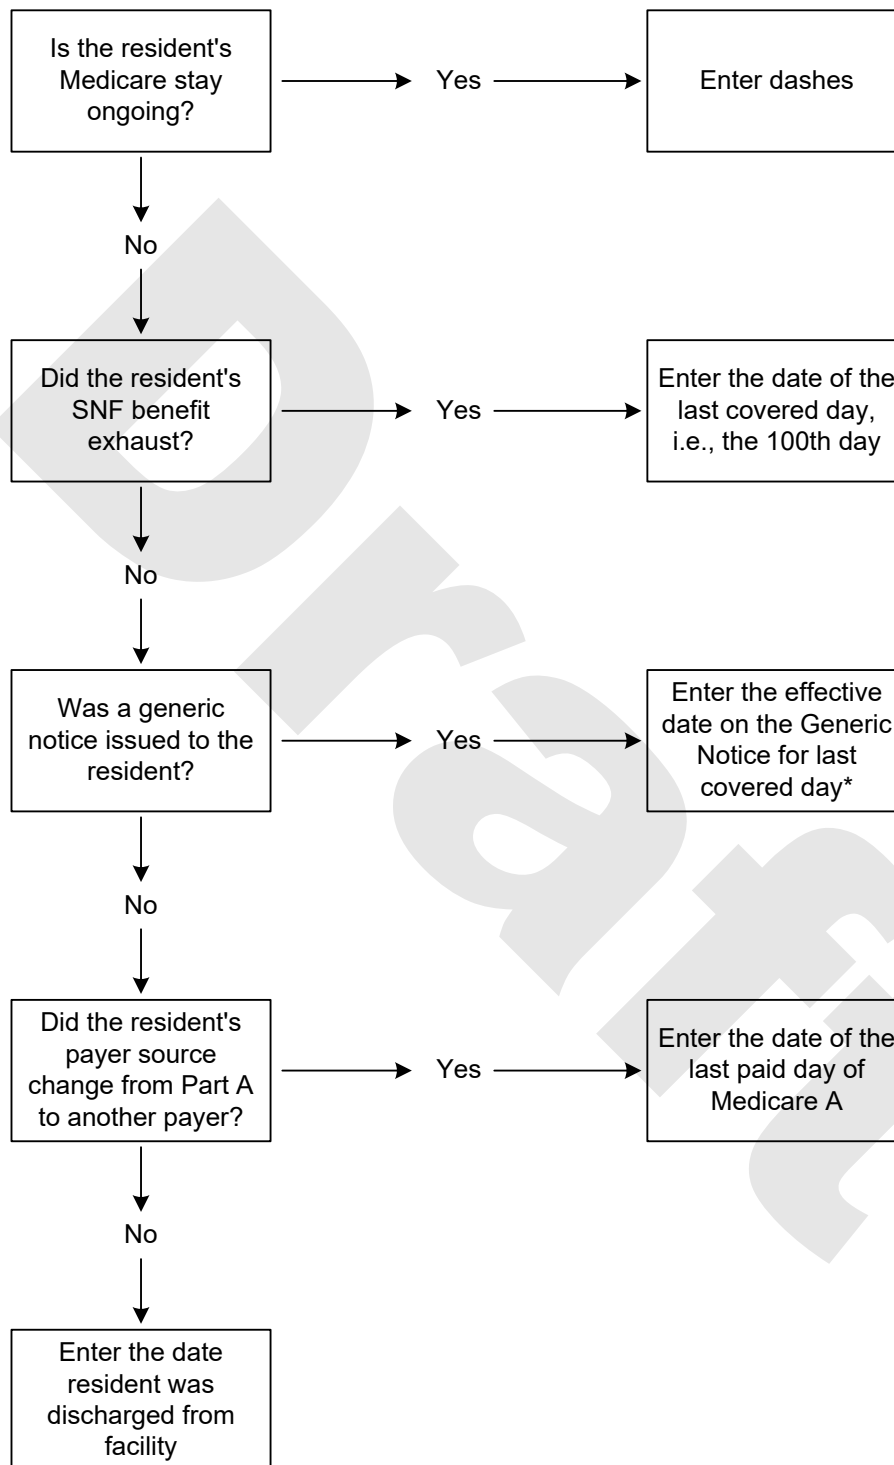 Is the resident's
Medicare stay
ongoing?
Yes
Enter dashes
No
Did the resident's
SNF benefit
exhaust?
Yes
Enter the date of the
last covered day,
i.e., the 100th day
No
Was a generic
notice issued to the
resident?
Yes
Enter the effective
date on the Generic
Notice for last
covered day*
No
Did the resident's
payer source
change from Part A
to another payer?
Yes
Enter the date of the
last paid day of
Medicare A
No
Enter the date
resident was
discharged from
facility
Draft